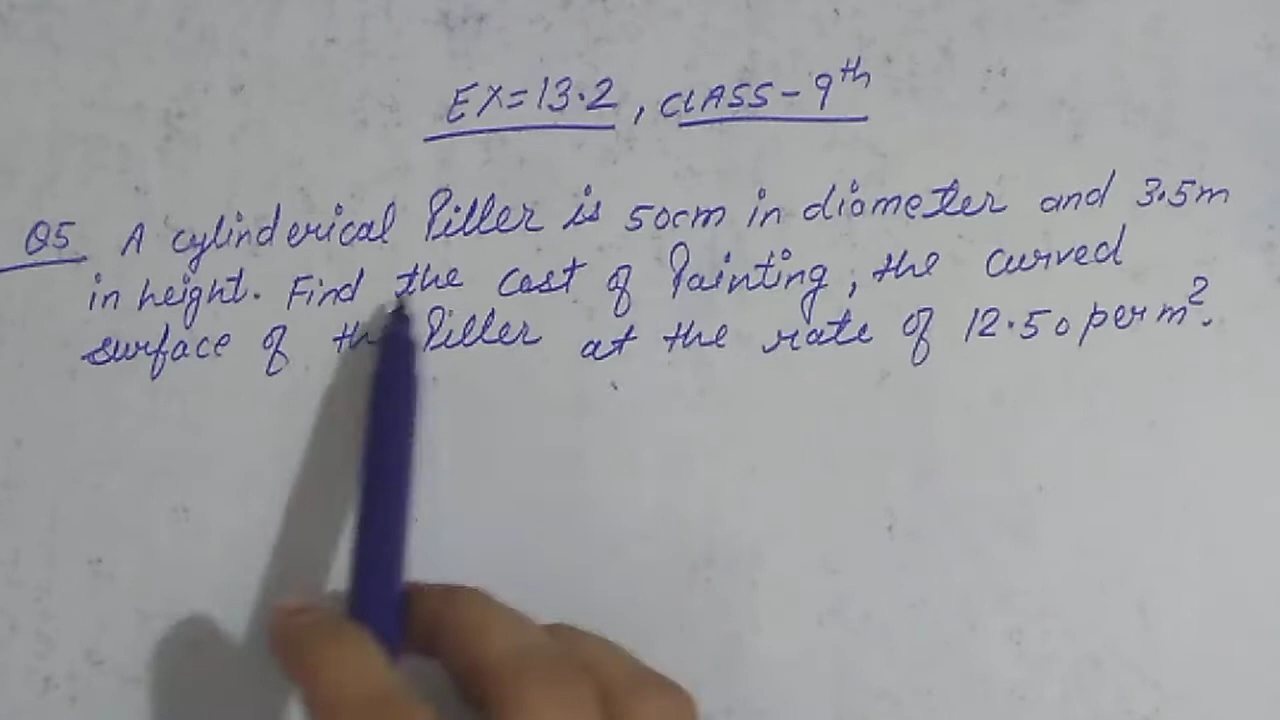 EX=13.2, CLASS-9th
Q5 A cylinderical Piller is 50cm in diameter and 3.5m
in height. Find the cost of Painting, the curved
surface of the Piller at the rate of 12.50 per m².